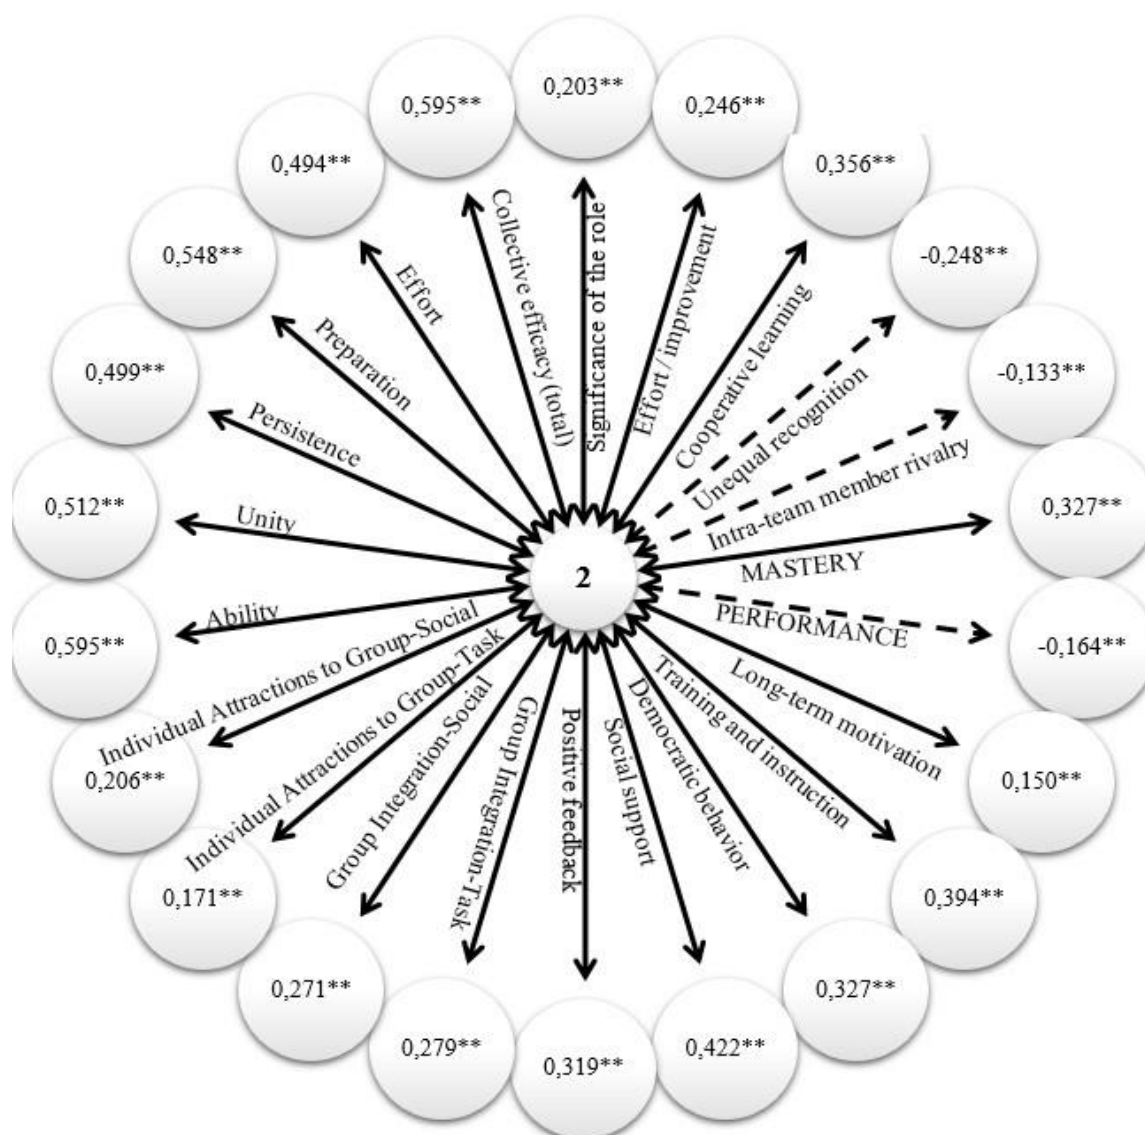 0,203**
Significance of the role
0,246**
Effort / improvement
0,356**
Cooperative learning
-0,248**
Unequal recognition
-0,133**
Intra-team member rivalry
0,327**
MASTERY
-0,164**
PERFORMANCE
0,150**
Long-term motivation
0,394**
Training and instruction
0,327**
Democratic behavior
0,422**
Social support
0,319**
Positive feedback
0,279**
Group Integration-Task
0,271**
Group Integration-Social
0,171**
Individual Attractions to Group-Task
0,206**
Individual Attractions to Group-Social
0,595**
Ability
0,512**
Unity
0,499**
Persistence
0,548**
Preparation
0,494**
Effort
0,595**
Collective efficacy (total)
2